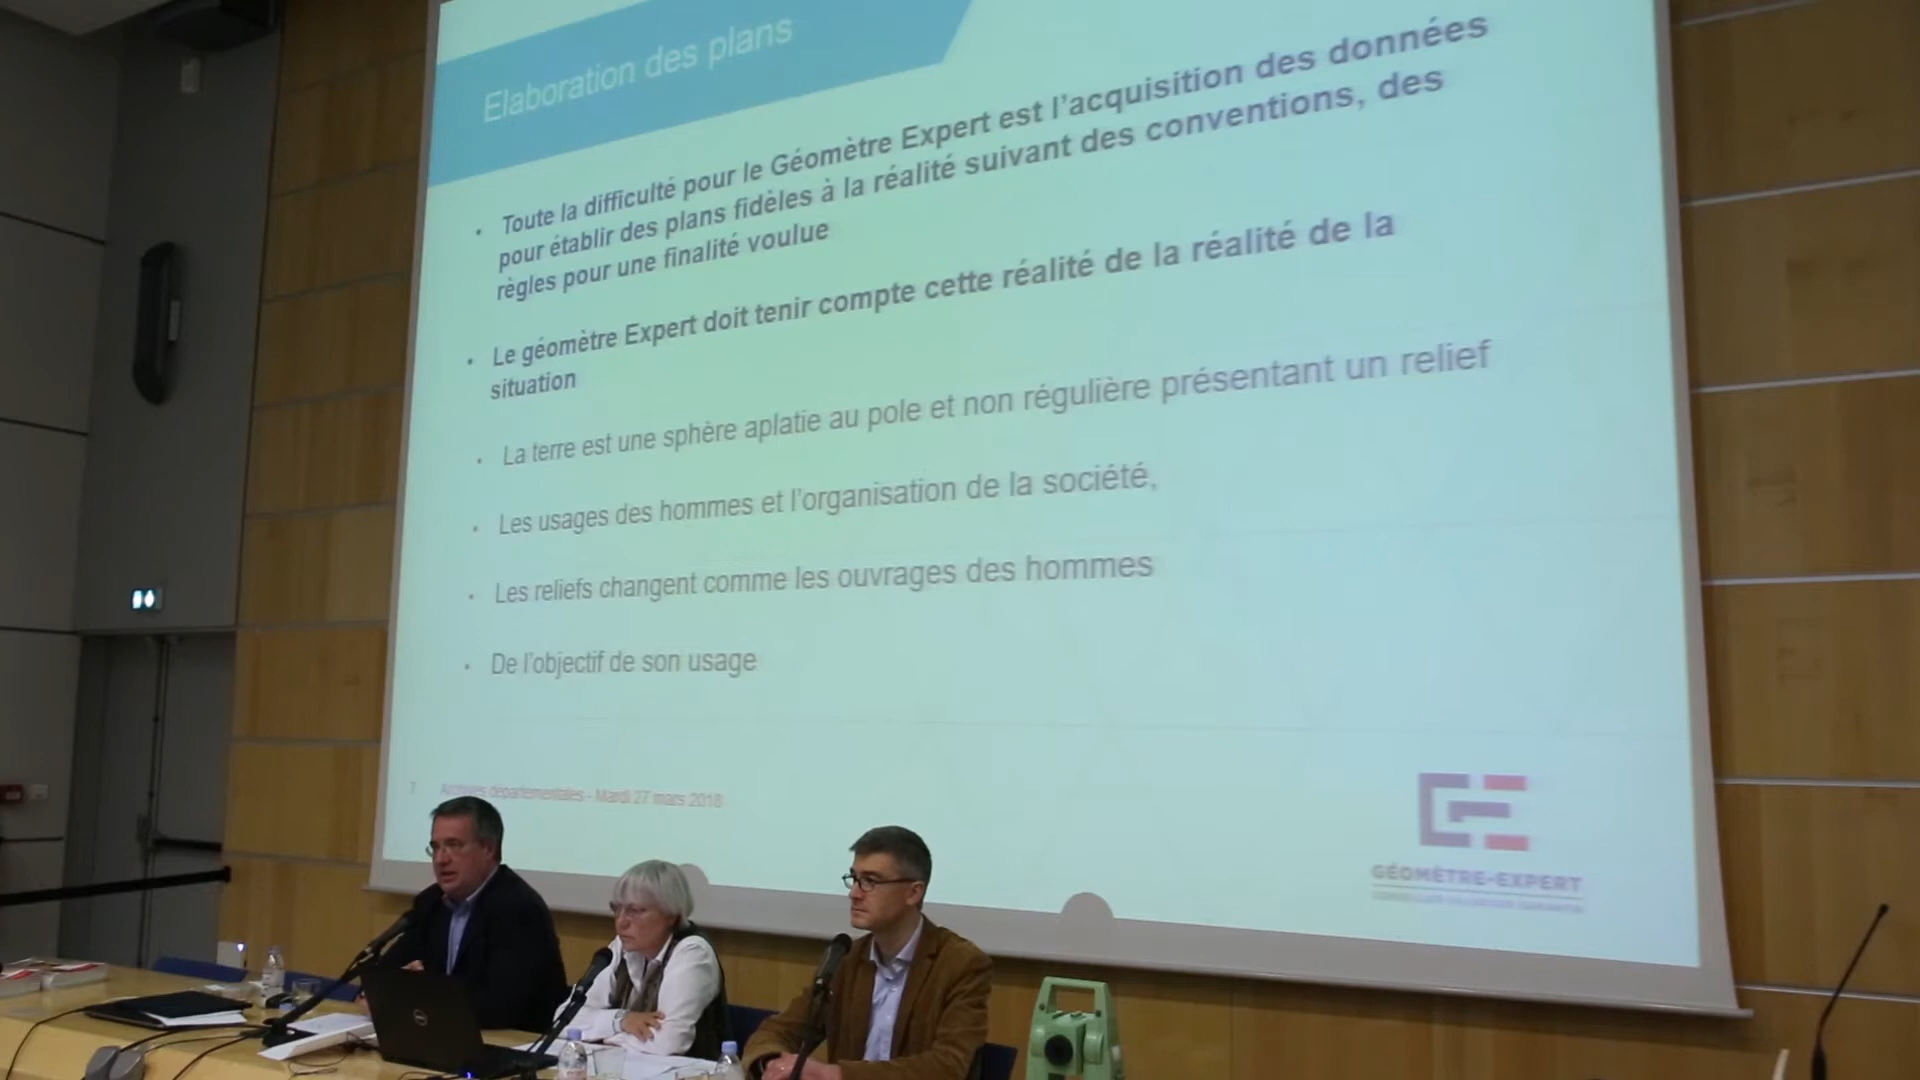 Elaboration des plans
• Toute la difficulté pour le Géomètre Expert est l'acquisition des données
pour établir des plans fidèles à la réalité suivant des conventions, des
règles pour une finalité voulue
• Le géomètre Expert doit tenir compte cette réalité de la réalité de la
situation
• La terre est une sphère aplatie au pole et non régulière présentant un relief
• Les usages des hommes et l'organisation de la société,
• Les reliefs changent comme les ouvrages des hommes
• De l'objectif de son usage
7 Archives départementales - Mardi 27 mars 2018
GE
GÉOMÈTRE-EXPERT
DELL